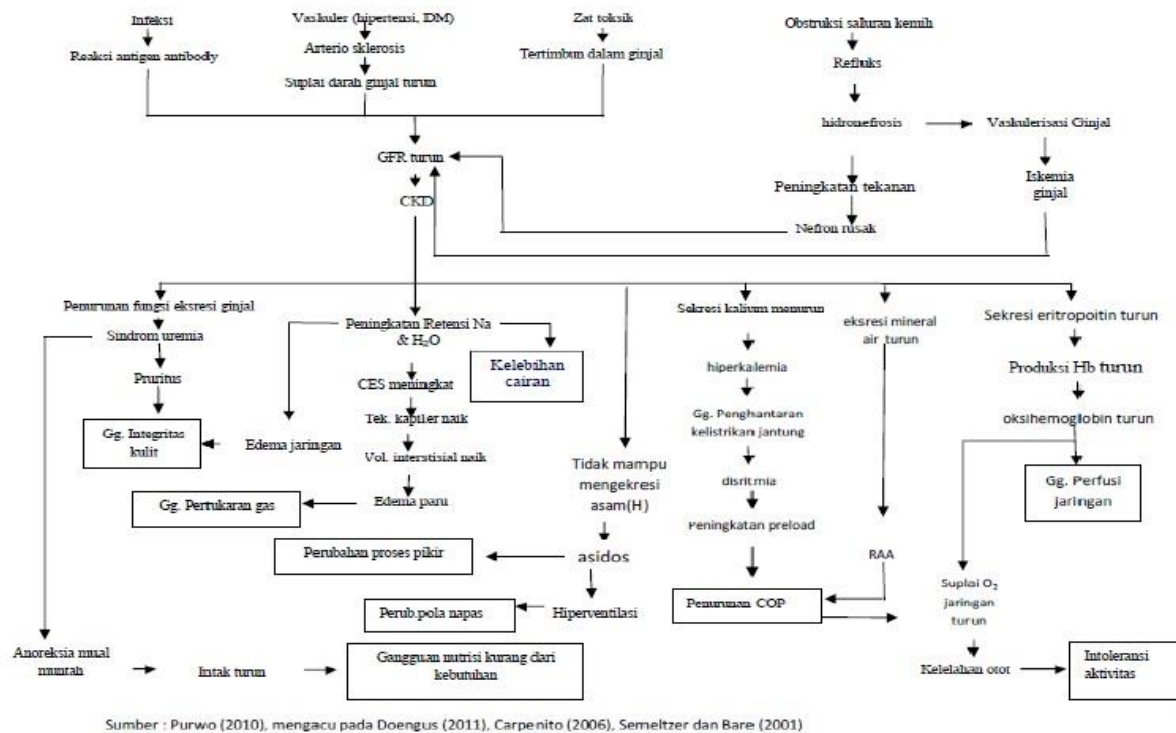 Infeksi
Vaskuler (hipertensi, DM)
Zat toksik
Obstruksi saluran kemih
Reaksi antigen antibody
Arterio sklerosis
Tertimbun dalam ginjal
Refluks
Suplai darah ginjal turun
hidronefrosis
Vaskulerisasi Ginjal
GFR turun
Peningkatan tekanan
Iskemia
ginjal
CKD
Nefron rusak
Penurunan fungsi eksresi ginjal
Sindrom uremia
Pruritus
Gg. Integritas
kulit
Peningkatan Retensi Na
& H₂O
Kelebihan
cairan
CES meningkat
Tek. kapiler naik
Edema jaringan
Vol. interstisial naik
Edema paru
Gg. Pertukaran gas
Tidak mampu
mengekresi
asam(H)
Perubahan proses pikir
asidos
Perub.pola napas
Hiperventilasi
Sekresi kalium menurun
hiperkalemia
Gg. Penghantaran
kelistrikan jantung
disritmia
Peningkatan preload
Penurunan COP
eksresi mineral
air turun
RAA
Sekresi eritropoitin turun
Produksi Hb turun
oksihemoglobin turun
Gg. Perfusi
jaringan
Suplai O₂
jaringan
turun
Kelelahan otot
Intoleransi
aktivitas
Anoreksia mual
muntah
Intak turun
Gangguan nutrisi kurang dari
kebutuhan
Sumber : Purwo (2010), mengacu pada Doengus (2011), Carpenito (2006), Semeltzer dan Bare (2001)